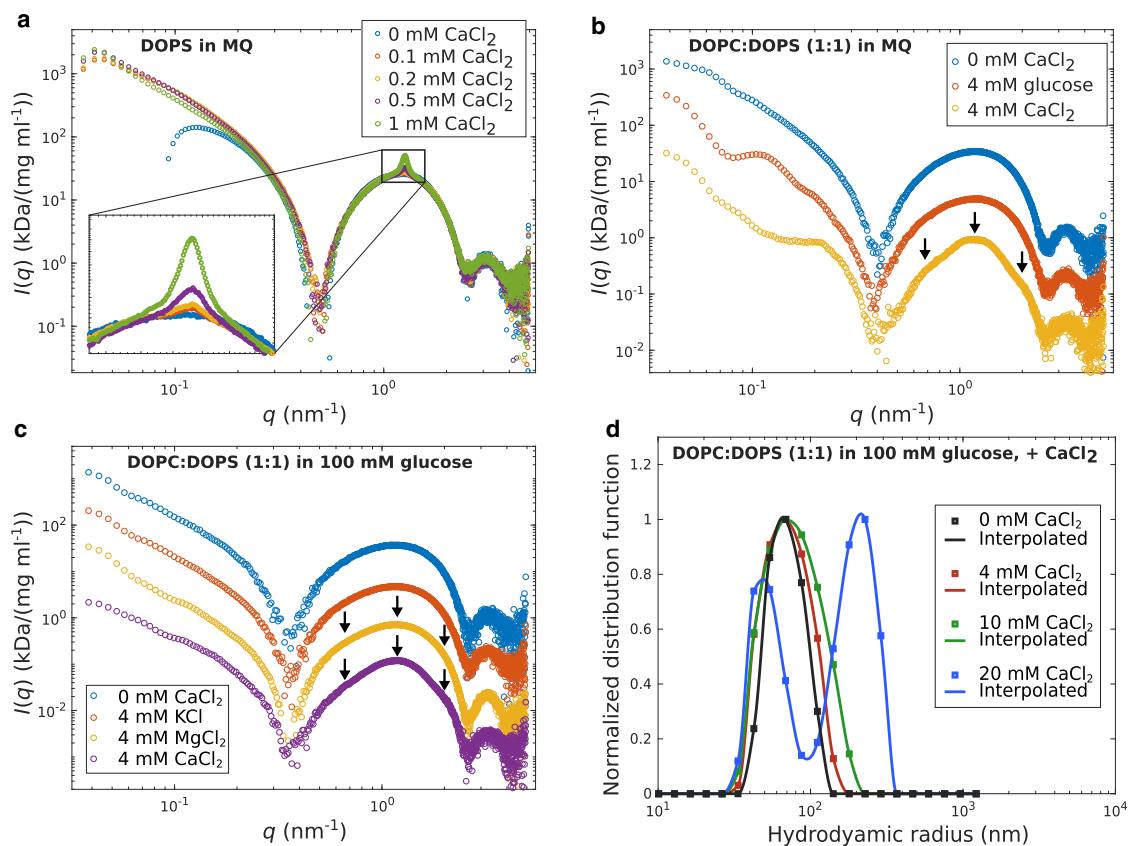 a
DOPS in MQ
0 mM CaCl2
0.1 mM CaCl2
0.2 mM CaCl2
0.5 mM CaCl2
1 mM CaCl2
10^3
10^2
10^1
10^0
10^-1
I(q) (kDa/(mg ml^-1))
10^-1
10^0
q (nm^-1)
b
DOPC:DOPS (1:1) in MQ
0 mM CaCl2
4 mM glucose
4 mM CaCl2
10^3
10^2
10^1
10^0
10^-1
10^-2
I(q) (kDa/(mg ml^-1))
10^-1
10^0
q (nm^-1)
c
DOPC:DOPS (1:1) in 100 mM glucose
10^2
10^0
10^-2
I(q) (kDa/(mg ml^-1))
0 mM CaCl2
4 mM KCl
4 mM MgCl2
4 mM CaCl2
10^-1
10^0
q (nm^-1)
d
DOPC:DOPS (1:1) in 100 mM glucose, + CaCl2
1.2
1
0.8
0.6
0.4
0.2
0
Normalized distribution function
0 mM CaCl2
Interpolated
4 mM CaCl2
Interpolated
10 mM CaCl2
Interpolated
20 mM CaCl2
Interpolated
10^1
10^2
10^3
10^4
Hydrodyamic radius (nm)